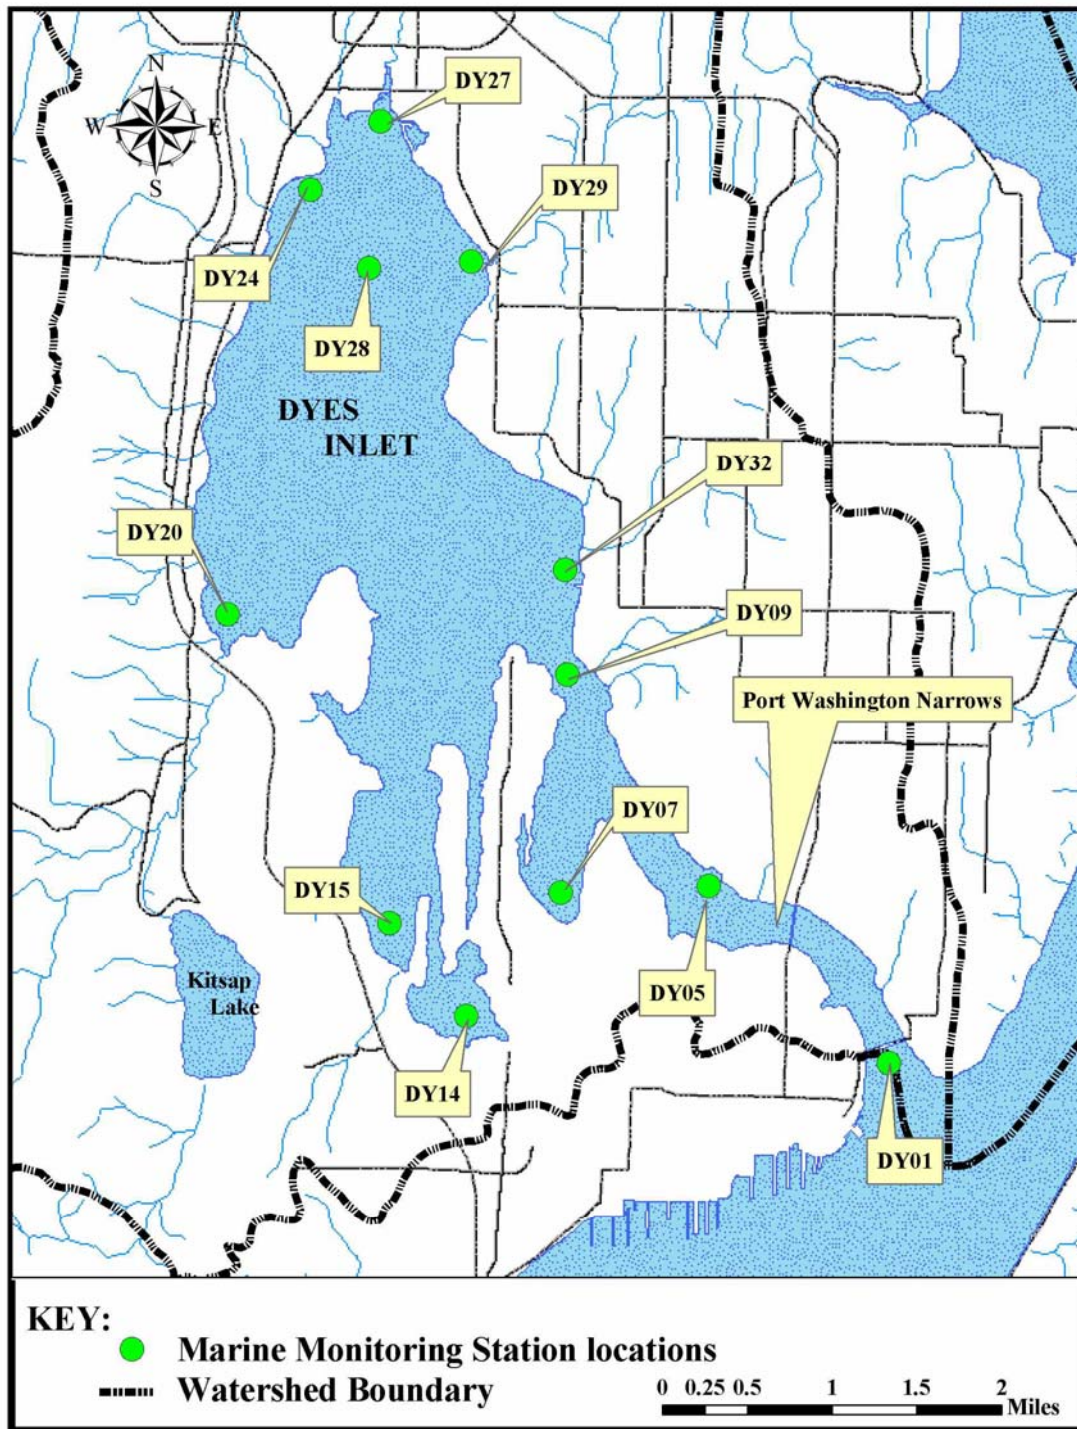 DY27
N
W
E
S
DY29
DY24
DY28
DYES
INLET
DY32
DY20
DY09
Port Washington Narrows
DY07
DY15
Kitsap
Lake
DY05
DY14
DY01
KEY:
Marine Monitoring Station locations
Watershed Boundary
0 0.25 0.5 1 1.5 2
Miles